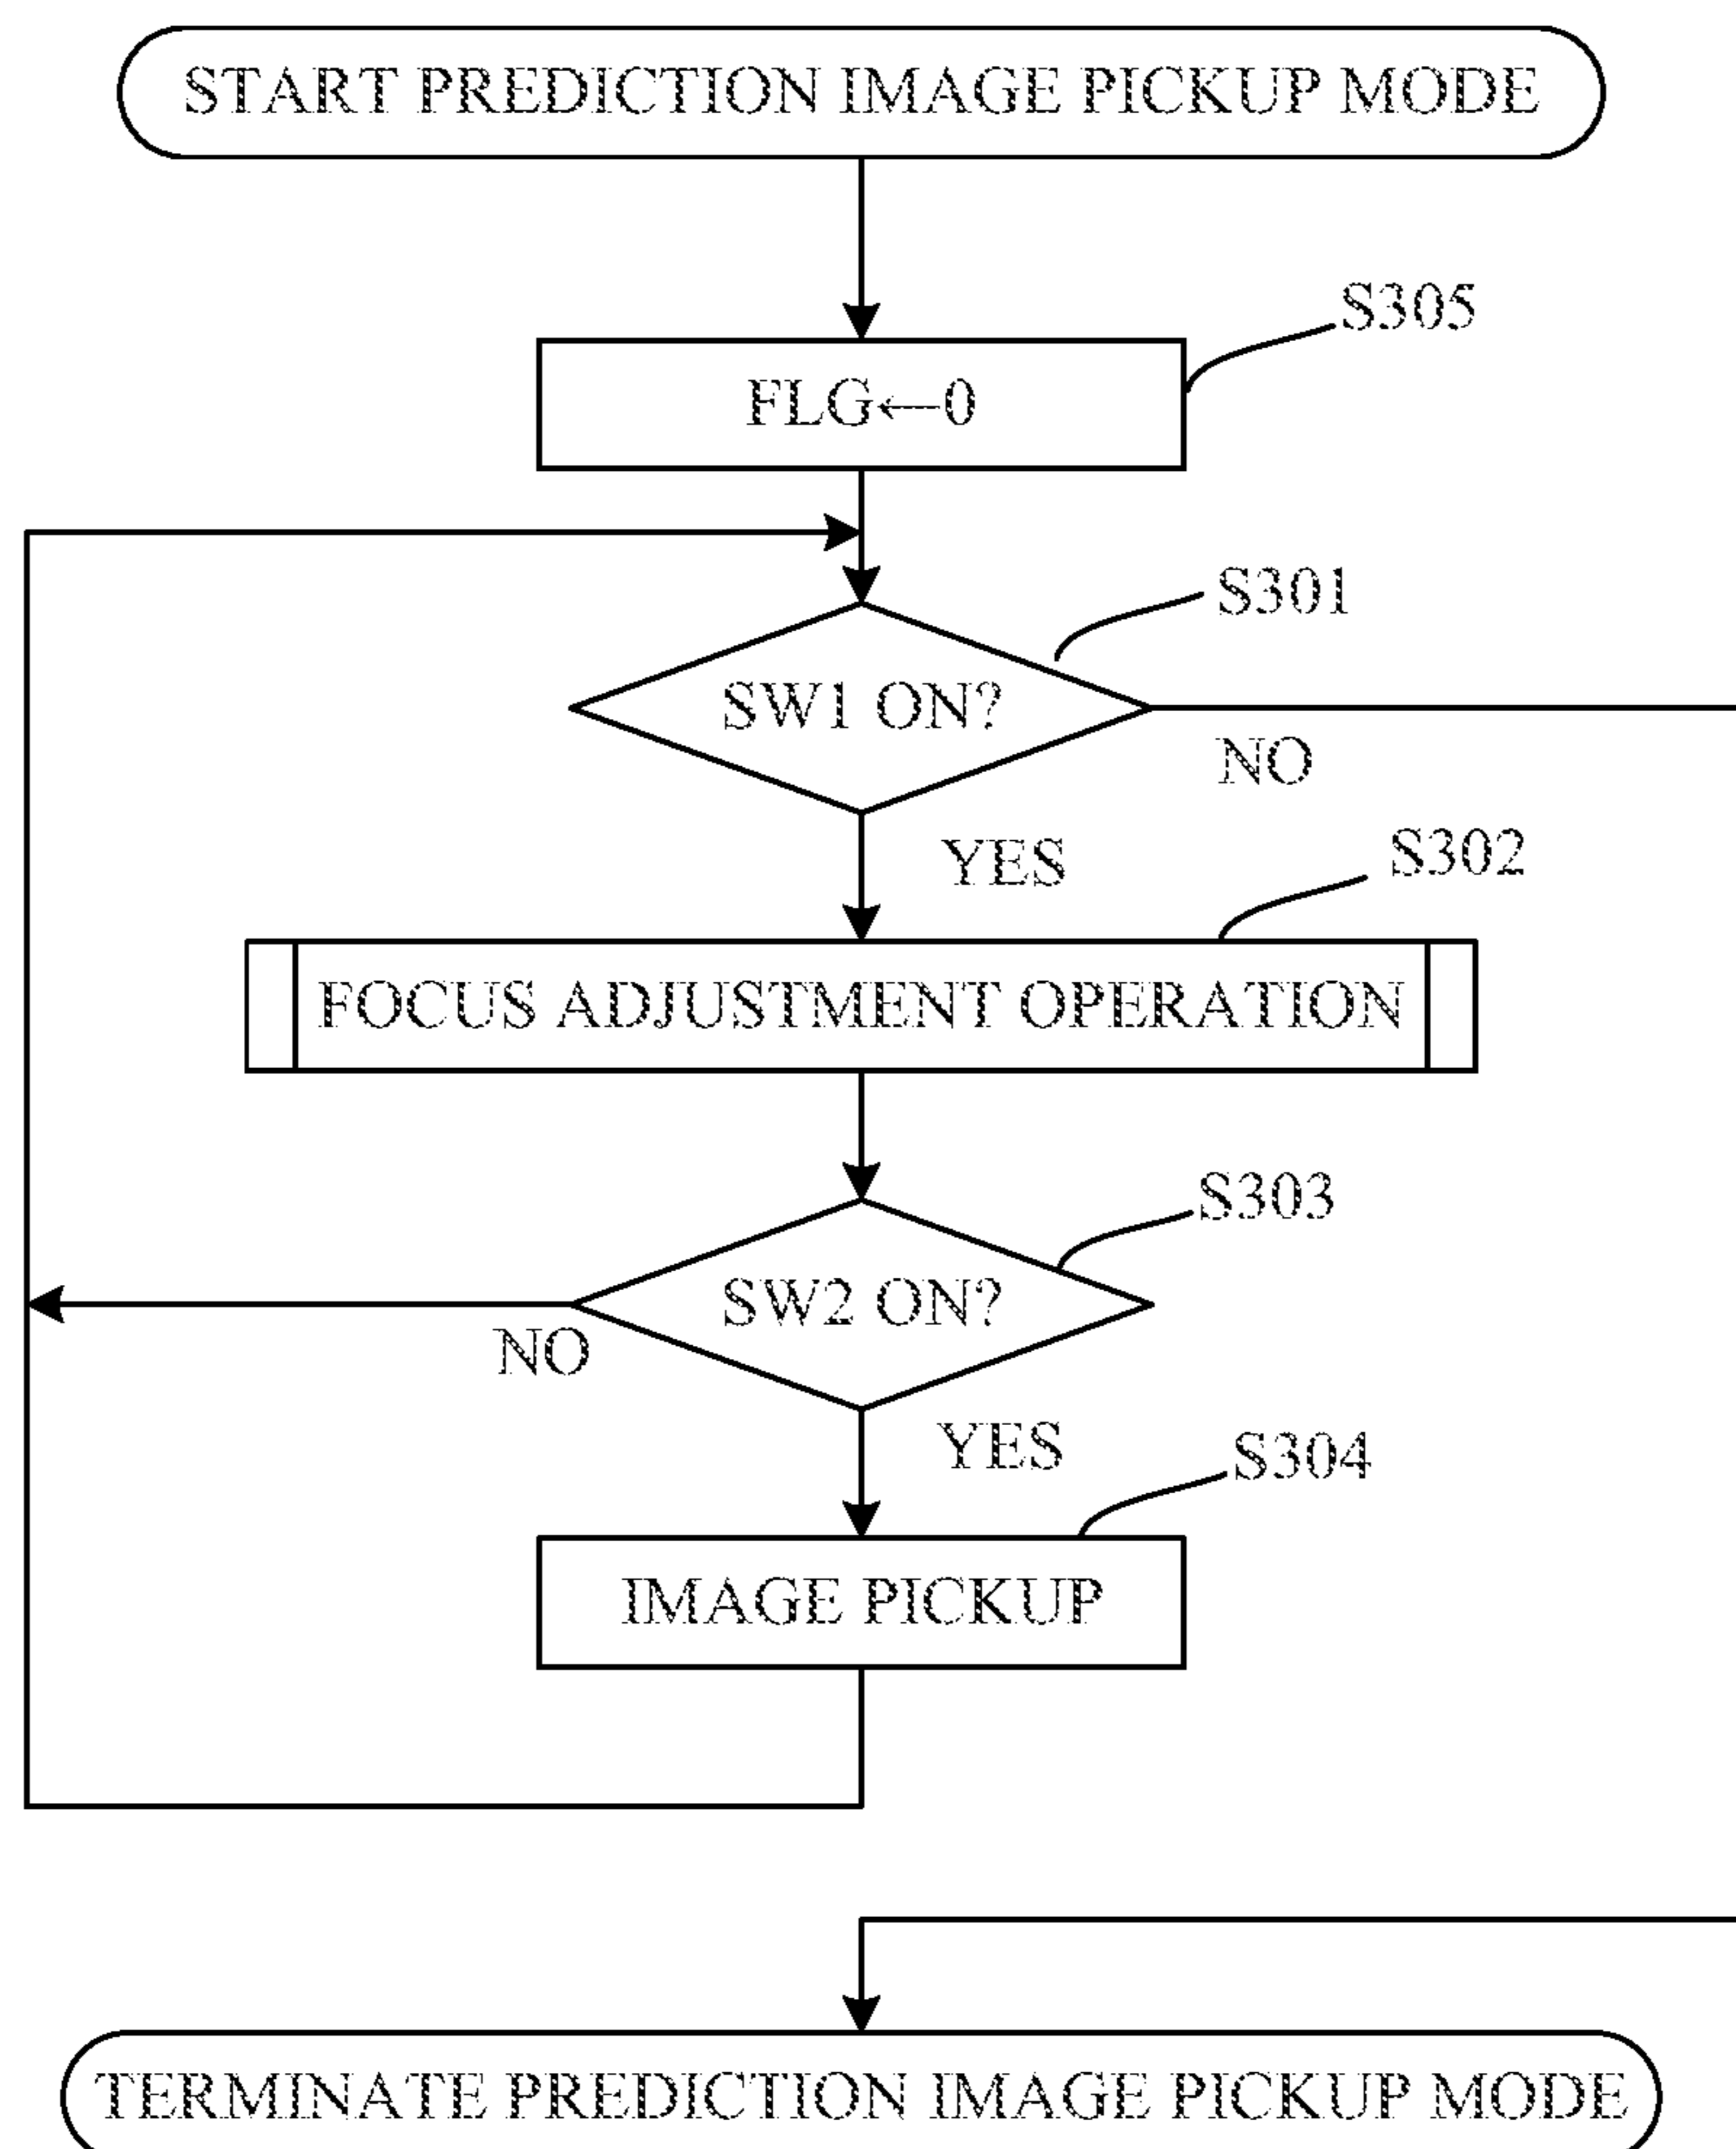 START PREDICTION IMAGE PICKUP MODE
S305
FLG←0
S301
SW1 ON?
NO
YES
S302
FOCUS ADJUSTMENT OPERATION
S303
SW2 ON?
NO
YES
S304
IMAGE PICKUP
TERMINATE PREDICTION IMAGE PICKUP MODE